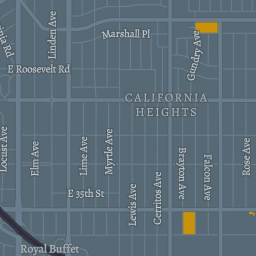 Linden Ave
Marshall Pl
Gundry Ave
E Roosevelt Rd
CALIFORNIA
HEIGHTS
Locust Ave
Elm Ave
Lime Ave
Myrtle Ave
Brayton Ave
Falcon Ave
Rose Ave
E 35th St
Lewis Ave
Cerritos Ave
Royal Buffet